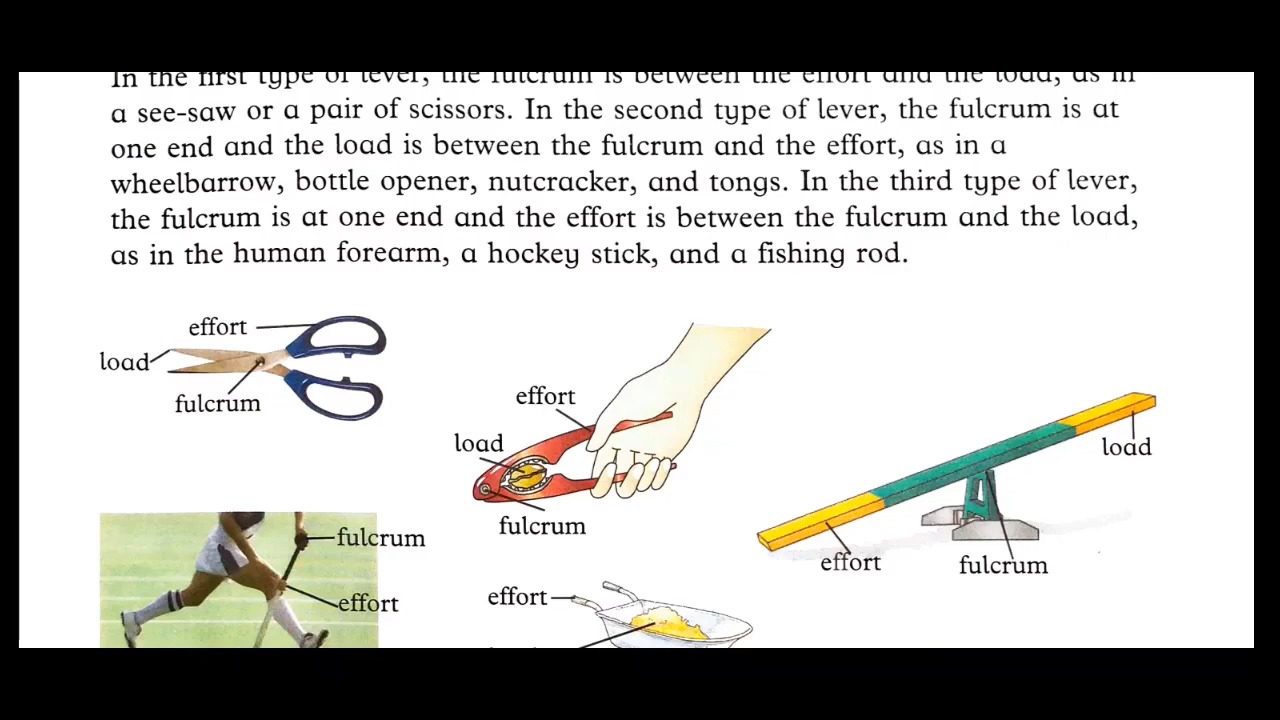 In the first type of lever, the fulcrum is between the effort and the load, as in
a see-saw or a pair of scissors. In the second type of lever, the fulcrum is at
one end and the load is between the fulcrum and the effort, as in a
wheelbarrow, bottle opener, nutcracker, and tongs. In the third type of lever,
the fulcrum is at one end and the effort is between the fulcrum and the load,
as in the human forearm, a hockey stick, and a fishing rod.
effort
load
fulcrum
effort
load
fulcrum
load
effort
fulcrum
fulcrum
effort
effort